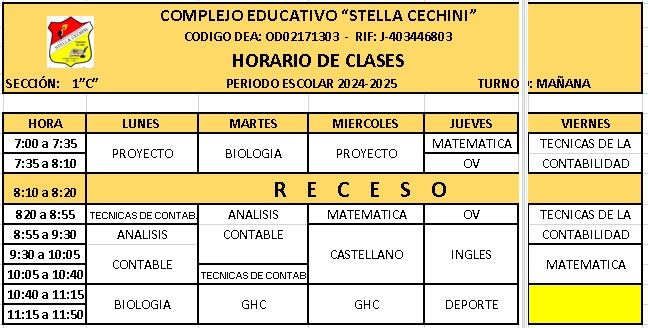 COMPLEJO EDUCATIVO “STELLA CECHINI”
CODIGO DEA: OD02171303 - RIF: J-403446803
HORARIO DE CLASES
SECCIÓN: 1"C" PERIODO ESCOLAR 2024-2025 TURNO: MAÑANA
STELLA CECHINI
HORA LUNES MARTES MIERCOLES JUEVES VIERNES
7:00 a 7:35 PROYECTO BIOLOGIA PROYECTO MATEMATICA TECNICAS DE LA
7:35 a 8:10 OV CONTABILIDAD
8:10 a 8:20 R E C E S O
820 a 8:55 TECNICAS DE CONTAB. ANALISIS MATEMATICA OV TECNICAS DE LA
8:55 a 9:30 ANALISIS CONTABLE CONTABILIDAD
9:30 a 10:05 CONTABLE CASTELLANO INGLES MATEMATICA
10:05 a 10:40 TECNICAS DE CONTAB
10:40 a 11:15 BIOLOGIA GHC GHC DEPORTE
11:15 a 11:50